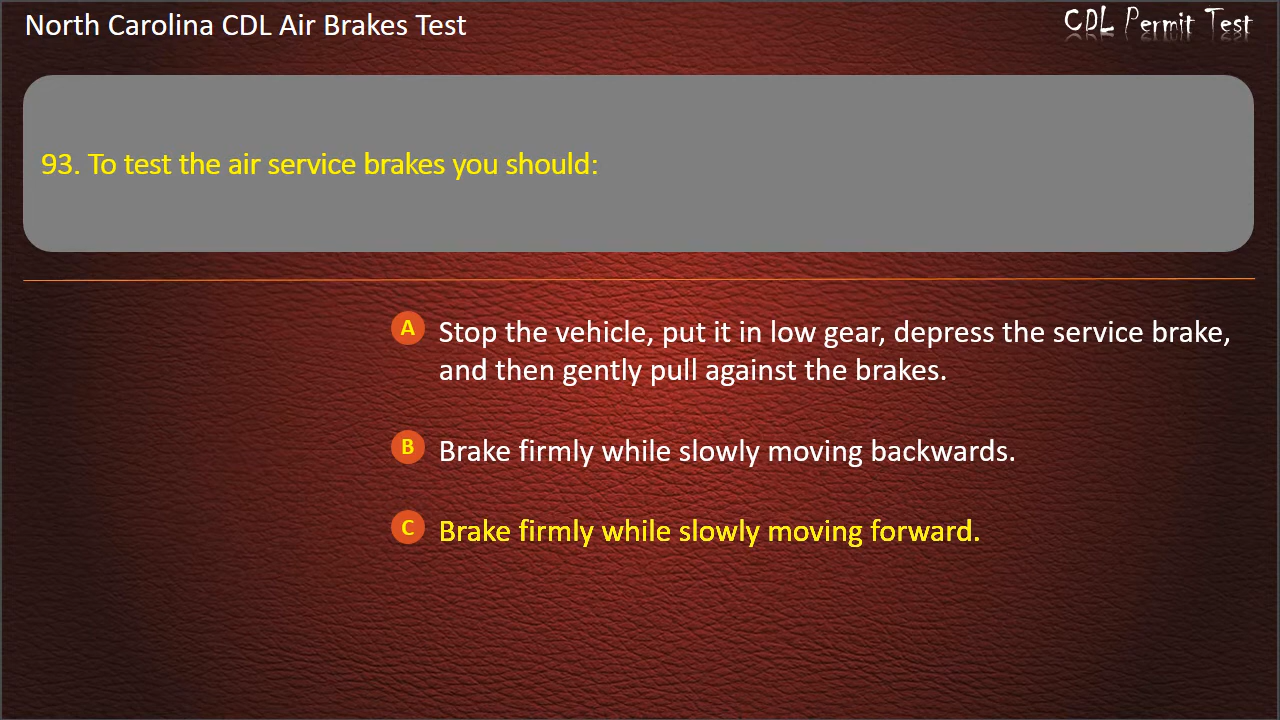 North Carolina CDL Air Brakes Test
CDL Permit Test
93. To test the air service brakes you should:
A Stop the vehicle, put it in low gear, depress the service brake,
and then gently pull against the brakes.
B Brake firmly while slowly moving backwards.
C Brake firmly while slowly moving forward.